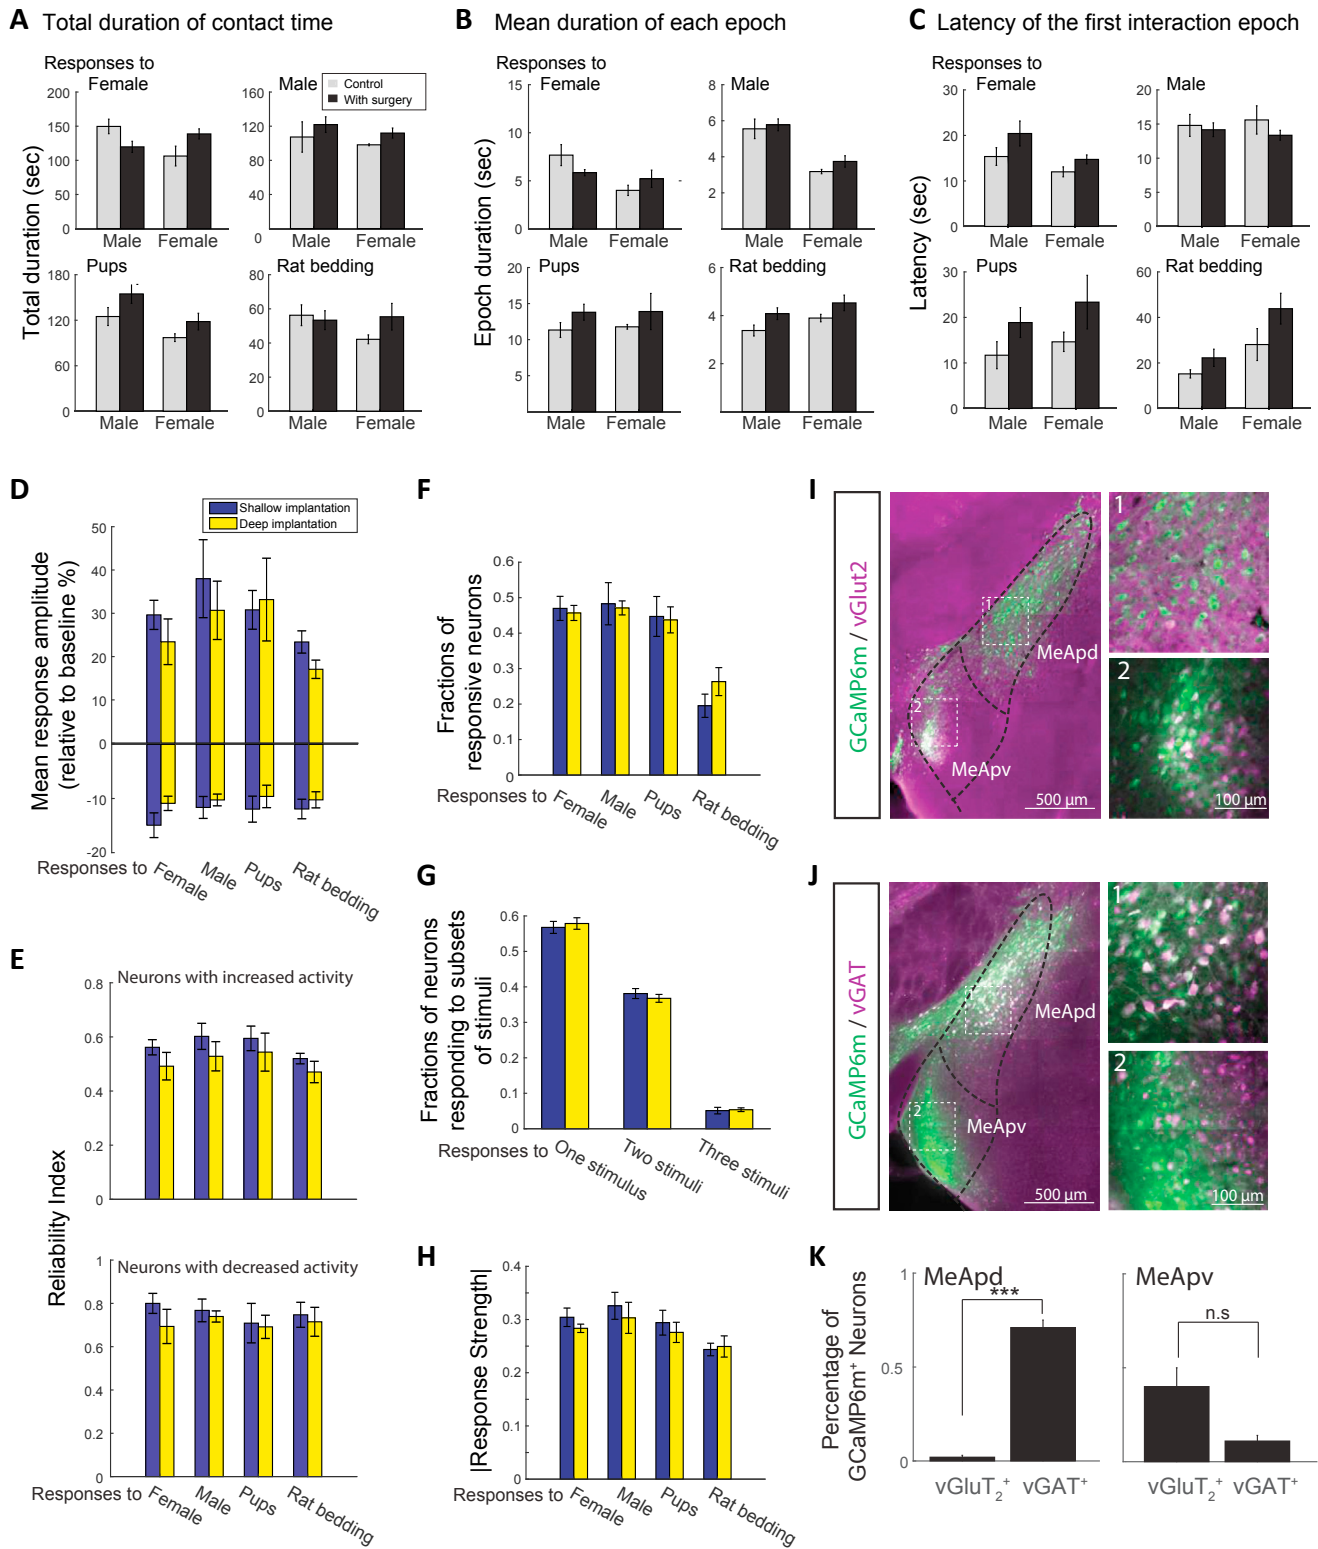 A Total duration of contact time
Responses to
Female
Male
Control
With surgery
Total duration (sec)
200
150
100
50
0
Male Female
160
120
80
40
0
Male Female
Pups
180
120
60
0
Male Female
Rat bedding
80
60
40
20
0
Male Female
B Mean duration of each epoch
Responses to
Female
Epoch duration (sec)
15
10
5
0
Male Female
Male
8
6
4
2
Male Female
Pups
20
15
10
5
Male Female
Rat bedding
6
4
2
Male Female
C Latency of the first interaction epoch
Responses to
Female
Latency (sec)
30
20
10
0
Male Female
Male
20
15
10
5
0
Male Female
Pups
30
20
10
0
Male Female
Rat bedding
60
40
20
0
Male Female
D
Shallow implantation
Deep implantation
Mean response amplitude
(relative to baseline %)
50
40
30
20
10
0
-10
-20
Responses to Female Male Pups Rat bedding
E
Neurons with increased activity
Reliability Index
0.8
0.6
0.4
0.2
0
Neurons with decreased activity
1
0.8
0.6
0.4
0.2
0
Responses to Female Male Pups Rat bedding
F
Fractions of
responsive neurons
0.6
0.5
0.4
0.3
0.2
0.1
0
Responses to Female Male Pups Rat bedding
G
Fractions of neurons
responding to subsets
of stimuli
0.6
0.5
0.4
0.3
0.2
0.1
0
Responses to One stimulus Two stimuli Three stimuli
H
|Response Strength|
0.4
0.3
0.2
0.1
0
Responses to Female Male Pups Rat bedding
I
GCaMP6m / vGlut2
1
MeApd
2
MeApv
500 µm
1
2
100 µm
J
GCaMP6m / vGAT
1
MeApd
2
MeApv
500 µm
1
2
100 µm
K
Percentage of
GCaMP6m⁺ Neurons
MeApd
***
1
0.5
0
vGluT₂⁺ vGAT⁺
MeApv
n.s
vGluT₂⁺ vGAT⁺